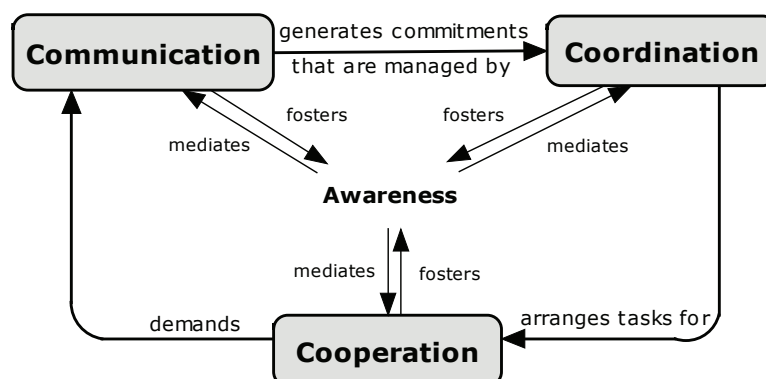 Communication
generates commitments
that are managed by
Coordination
fosters
mediates
fosters
mediates
Awareness
mediates
fosters
demands
Cooperation
arranges tasks for